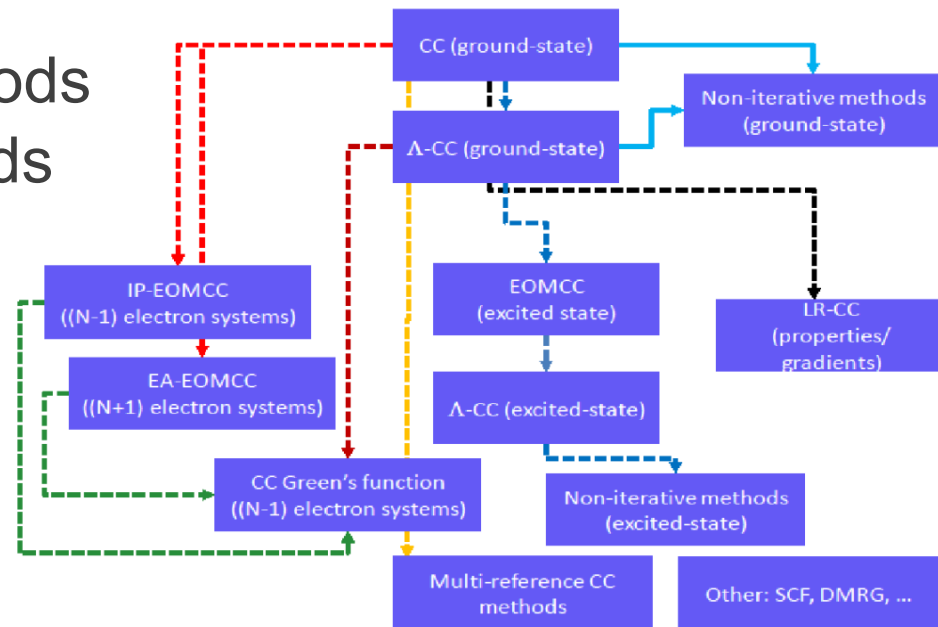 ods
ds
CC (ground-state)
Non-iterative methods
(ground-state)
Λ-CC (ground-state)
IP-EOMCC
((N-1) electron systems)
EOMCC
(excited state)
LR-CC
(properties/
gradients)
EA-EOMCC
((N+1) electron systems)
Λ-CC (excited-state)
CC Green's function
((N-1) electron systems)
Non-iterative methods
(excited-state)
Multi-reference CC
methods
Other: SCF, DMRG, ...